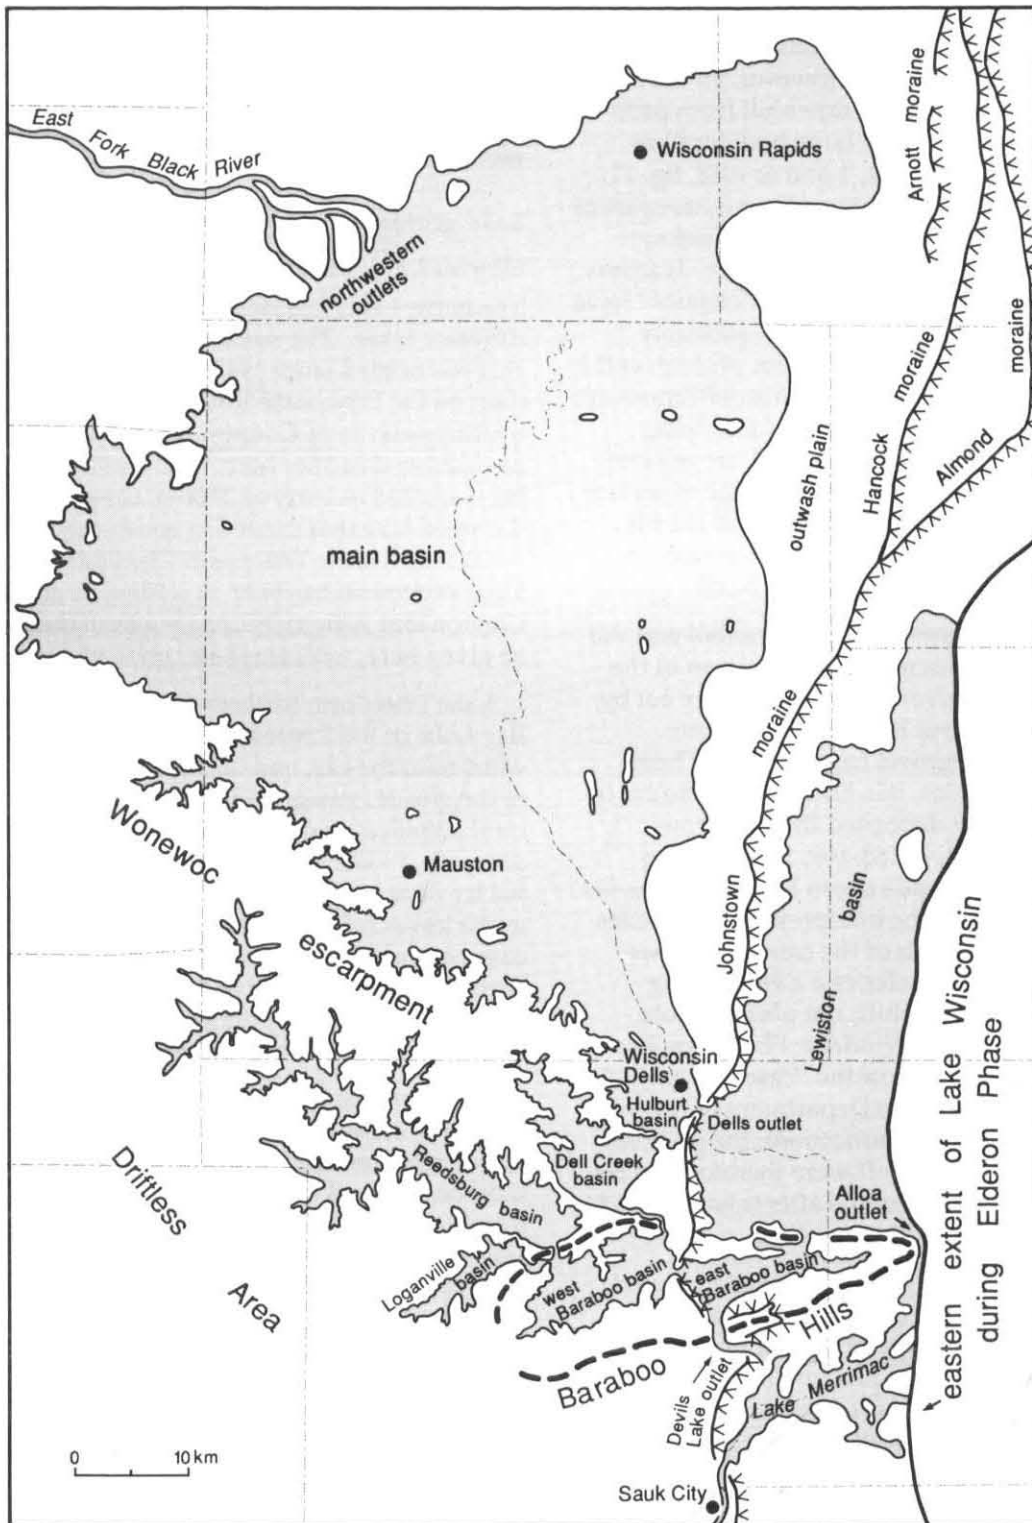 East
Fork Black River
Wisconsin Rapids
Arnott moraine
northwestern
outlets
moraine
moraine
Hancock
Almond
outwash plain
main basin
moraine
Johnstown
Wonewoc
escarpment
Mauston
basin
Lewiston
Wisconsin
Dells
Hulburt
basin
Dells outlet
Dell Creek
basin
Reedsburg basin
Alloa
outlet
Driftless
Area
Loganville
basin
west
Baraboo basin
east
Baraboo basin
Baraboo
Hills
Devils
Lake outlet
Lake Merrimac
eastern extent of Lake Wisconsin
during Elderon Phase
0 10 km
Sauk City